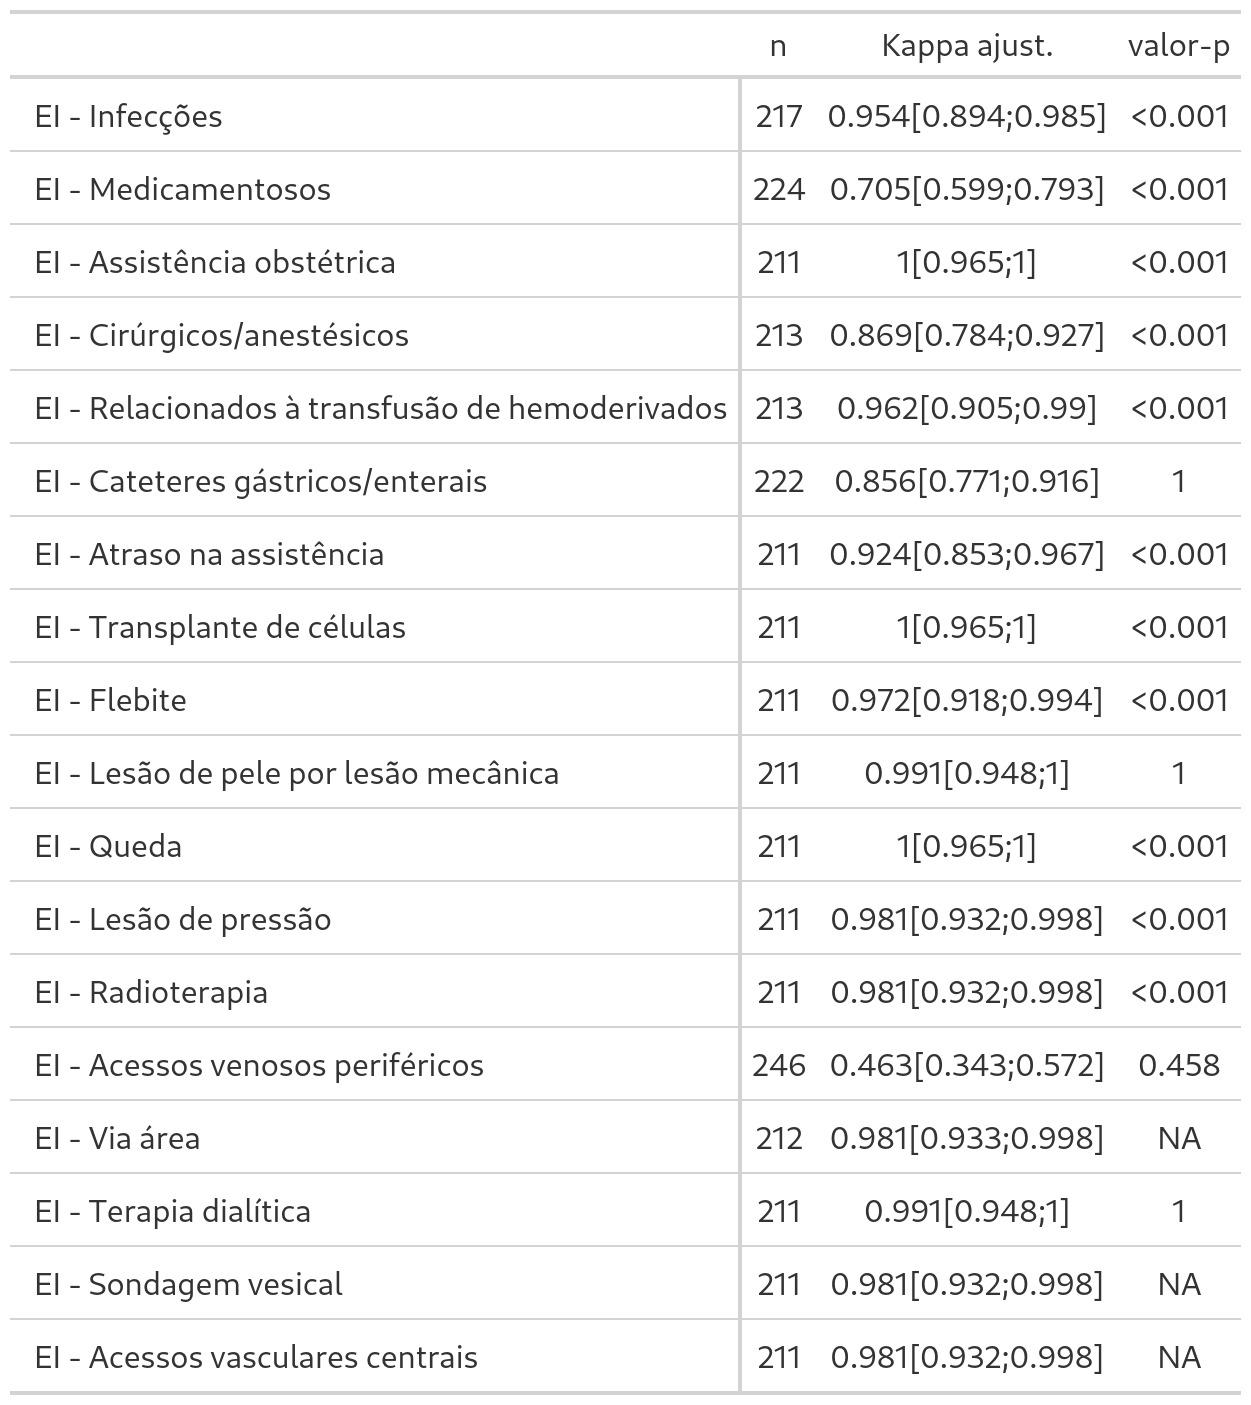 n Kappa ajust. valor-p
EI - Infecções 217 0.954[0.894;0.985] <0.001
EI - Medicamentosos 224 0.705[0.599;0.793] <0.001
EI - Assistência obstétrica 211 1[0.965;1] <0.001
EI - Cirúrgicos/anestésicos 213 0.869[0.784;0.927] <0.001
EI - Relacionados à transfusão de hemoderivados 213 0.962[0.905;0.99] <0.001
EI - Cateteres gástricos/enterais 222 0.856[0.771;0.916] 1
EI - Atraso na assistência 211 0.924[0.853;0.967] <0.001
EI - Transplante de células 211 1[0.965;1] <0.001
EI - Flebite 211 0.972[0.918;0.994] <0.001
EI - Lesão de pele por lesão mecânica 211 0.991[0.948;1] 1
EI - Queda 211 1[0.965;1] <0.001
EI - Lesão de pressão 211 0.981[0.932;0.998] <0.001
EI - Radioterapia 211 0.981[0.932;0.998] <0.001
EI - Acessos venosos periféricos 246 0.463[0.343;0.572] 0.458
EI - Via área 212 0.981[0.933;0.998] NA
EI - Terapia dialítica 211 0.991[0.948;1] 1
EI - Sondagem vesical 211 0.981[0.932;0.998] NA
EI - Acessos vasculares centrais 211 0.981[0.932;0.998] NA